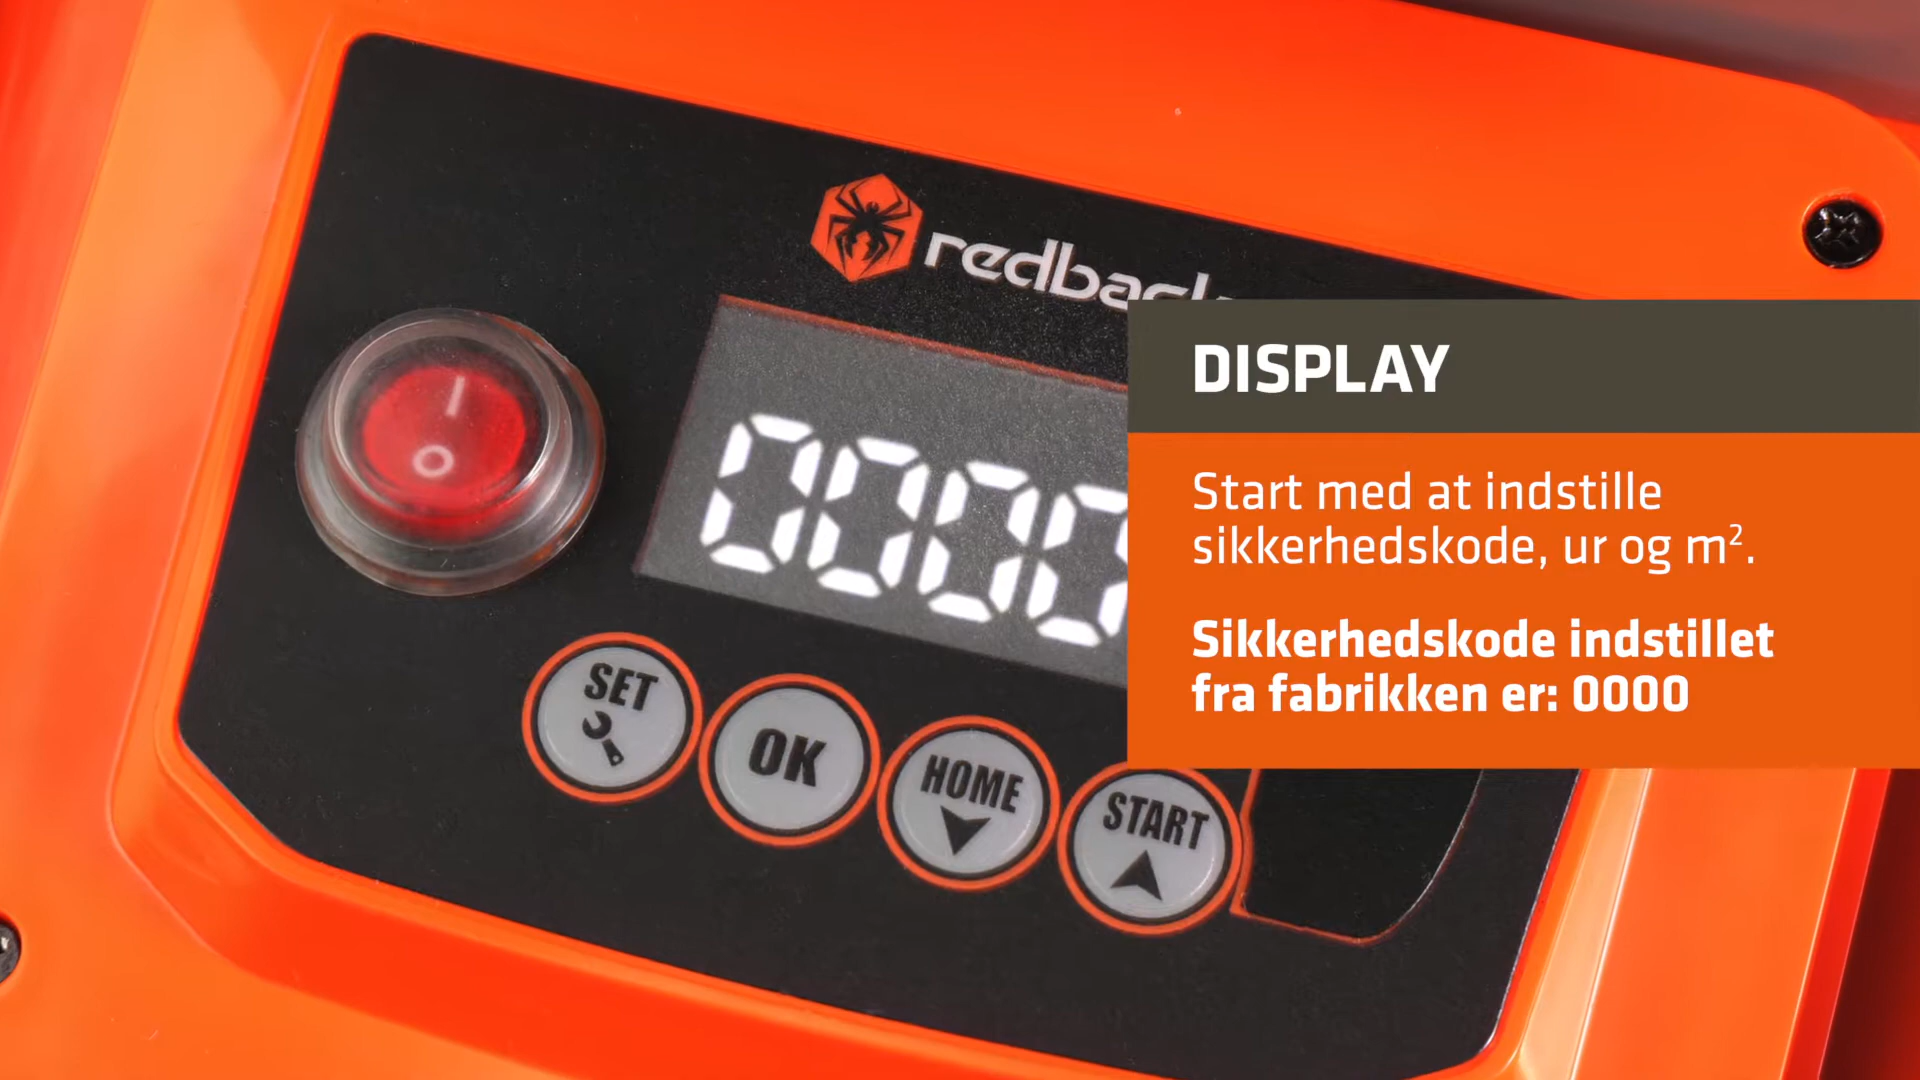 redback
DISPLAY
Start med at indstille
sikkerhedskode, ur og m².
Sikkerhedskode indstillet
fra fabrikken er: 0000
0000
SET
OK
HOME
START